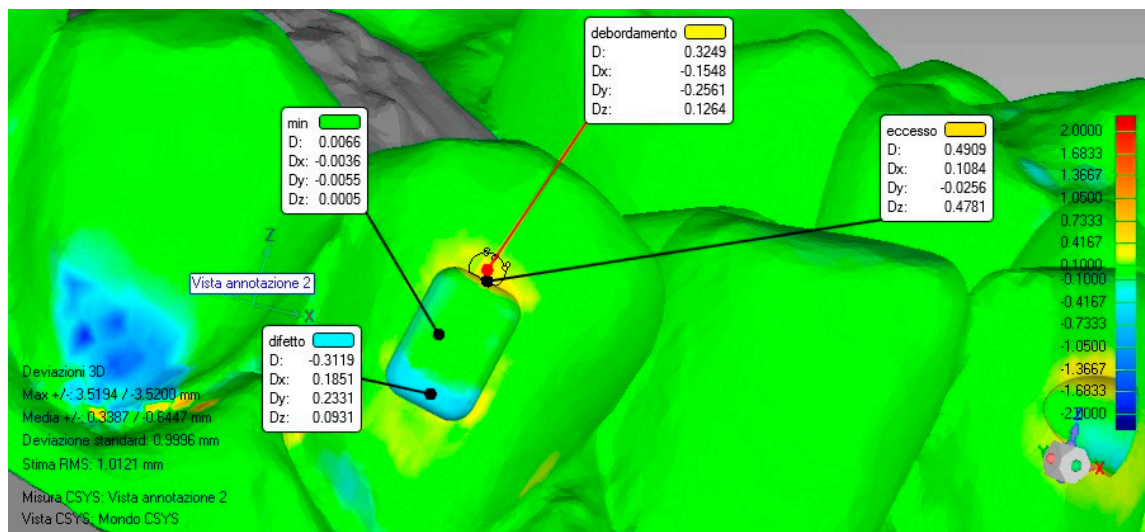 debordamento
D: 0.3249
Dx: -0.1548
Dy: -0.2561
Dz: 0.1264
min
D: 0.0066
Dx: -0.0036
Dy: -0.0055
Dz: 0.0005
eccesso
D: 0.4909
Dx: 0.1084
Dy: -0.0256
Dz: 0.4781
2.0000
1.6833
1.3667
1.0500
0.7333
0.4167
0.1000
-0.1000
-0.4167
-0.7333
-1.0500
-1.3667
-1.6833
-2.0000
Z
Vista annotazione 2
X
difetto
D: -0.3119
Dx: 0.1851
Dy: 0.2331
Dz: 0.0931
Deviazioni 3D
Max +/-: 3.5194 / -3.5200 mm
Media +/-: 0.3387 / -0.6447 mm
Deviazione standard: 0.9996 mm
Stima RMS: 1.0121 mm
Misura CSYS: Vista annotazione 2
Vista CSYS: Mondo CSYS
Z
Y
X